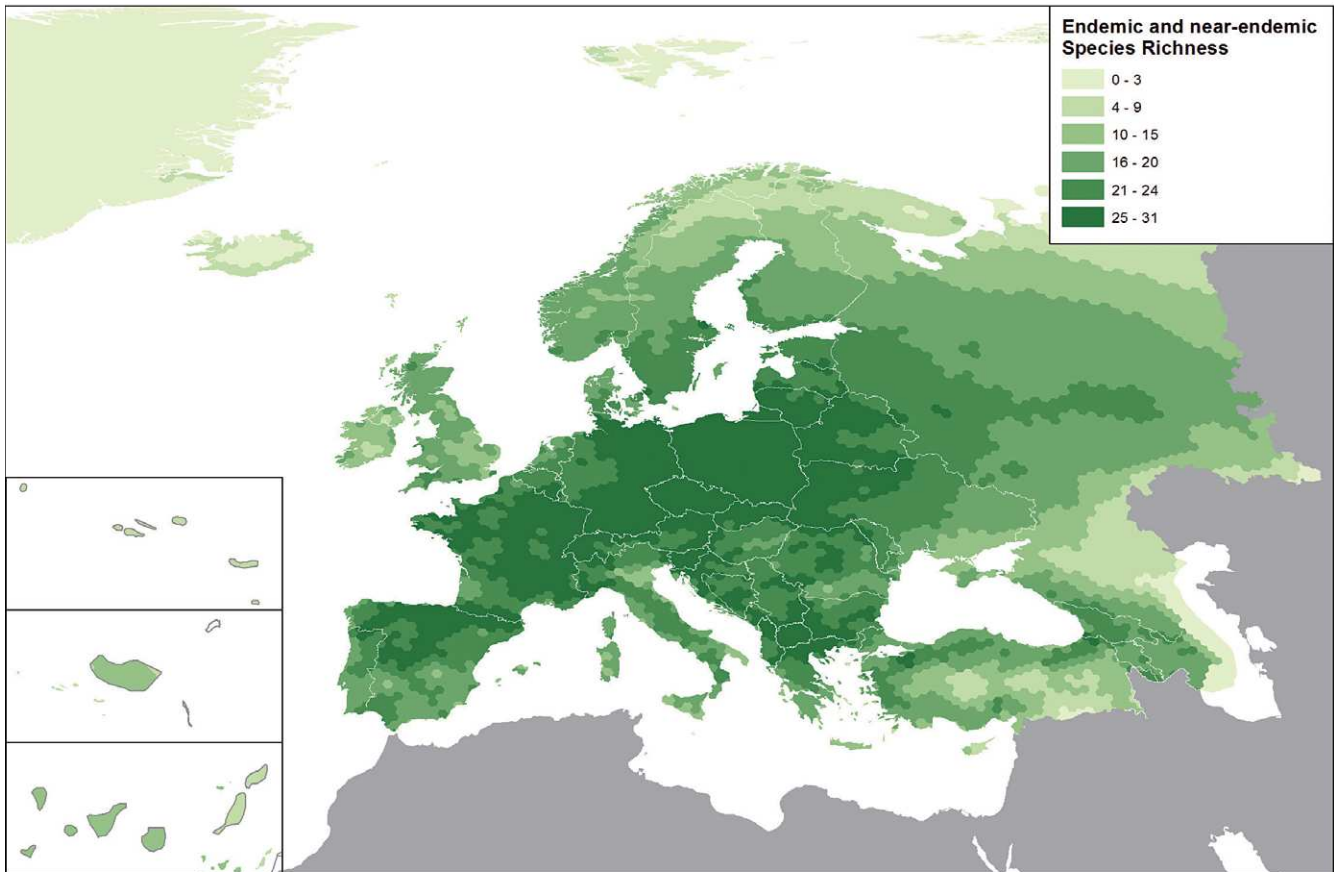 Endemic and near-endemic
Species Richness
0 - 3
4 - 9
10 - 15
16 - 20
21 - 24
25 - 31